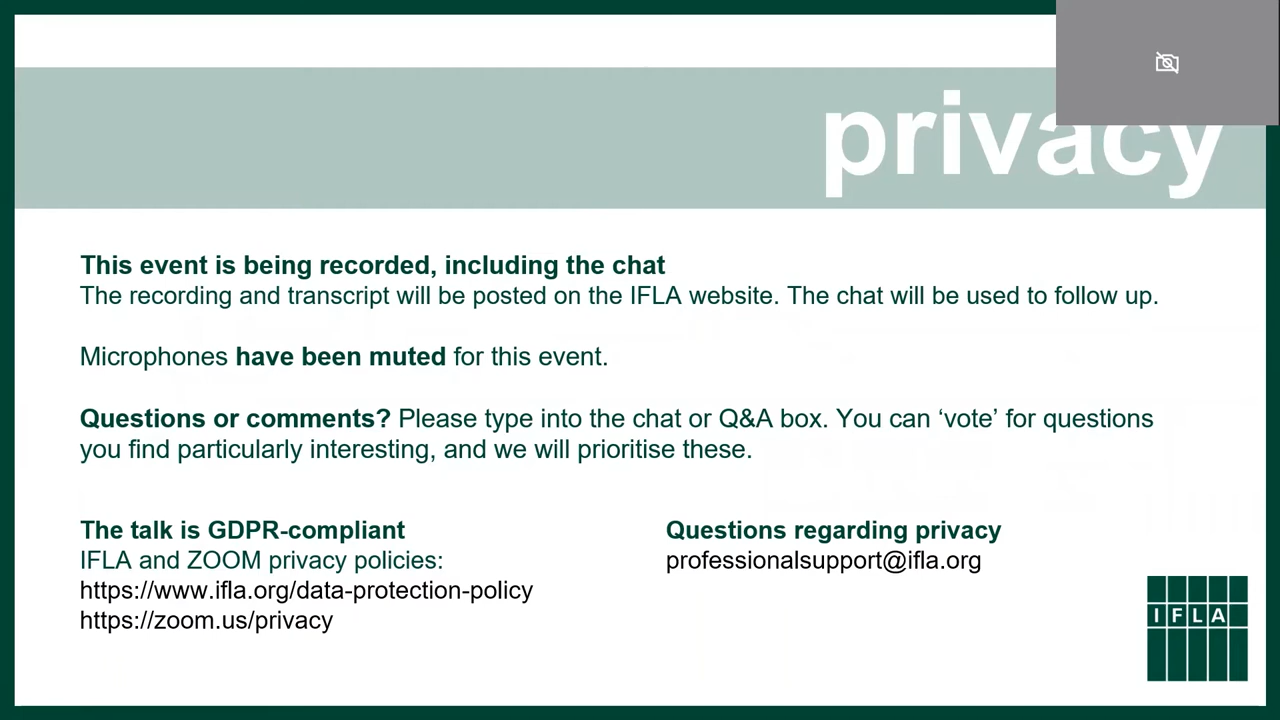 privacy
This event is being recorded, including the chat
The recording and transcript will be posted on the IFLA website. The chat will be used to follow up.
Microphones have been muted for this event.
Questions or comments? Please type into the chat or Q&A box. You can ‘vote’ for questions
you find particularly interesting, and we will prioritise these.
The talk is GDPR-compliant
IFLA and ZOOM privacy policies:
https://www.ifla.org/data-protection-policy
https://zoom.us/privacy
Questions regarding privacy
professionalsupport@ifla.org
IFLA